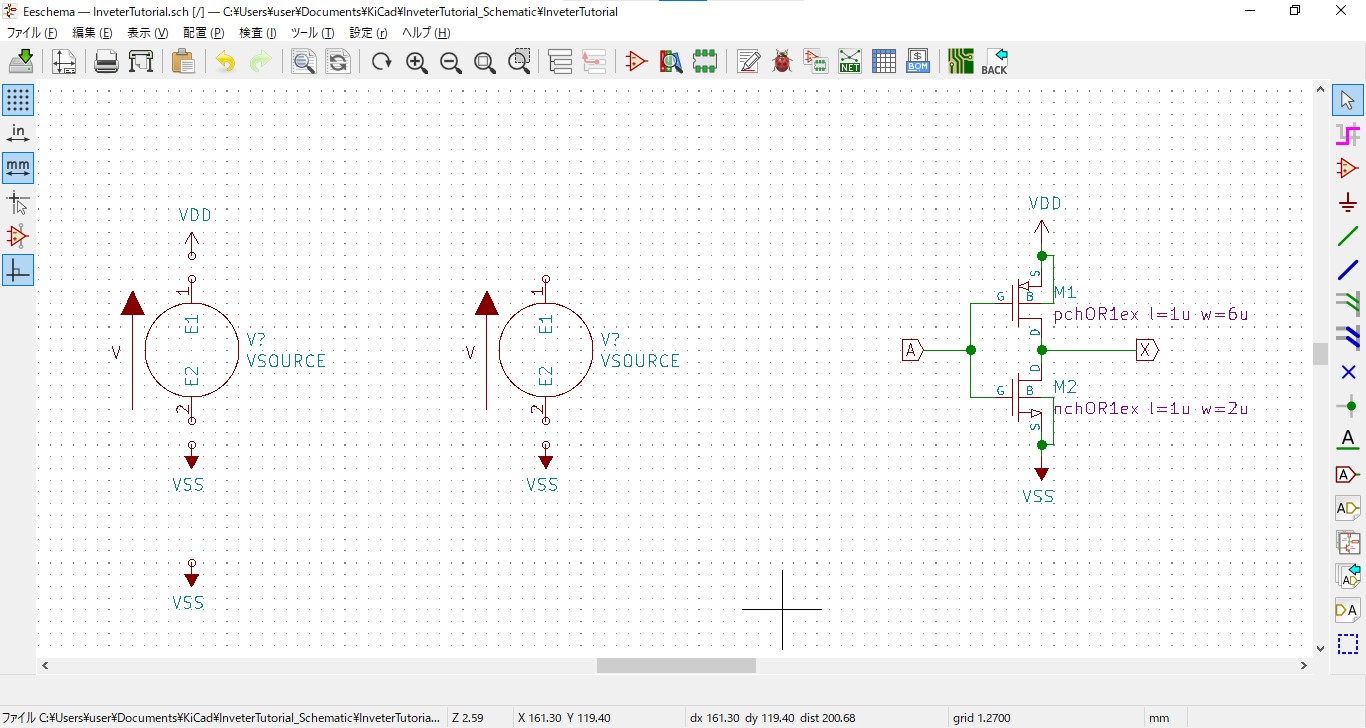 Eeschema — InveterTutorial.sch [/] — C:¥Users¥user¥Documents¥KiCad¥InveterTutorial_Schematic¥InveterTutorial
ファイル (F) 編集 (E) 表示 (V) 配置 (P) 検査 (I) ツール (T) 設定 (r) ヘルプ (H)
NET $ BOM BACK
in
mm
VDD
1
E1
V
E2
2
V?
VSOURCE
VSS
VSS
1
E1
V
E2
2
V?
VSOURCE
VSS
VDD
S
G B M1
pchOR1ex l=1u w=6u
D
A X
D
G B M2
nchOR1ex l=1u w=2u
S
VSS
A
A
AD
AD
DA
ファイル C:¥Users¥user¥Documents¥KiCad¥InveterTutorial_Schematic¥InveterTutoria... Z 2.59 X 161.30 Y 119.40 dx 161.30 dy 119.40 dist 200.68 grid 1.2700 mm